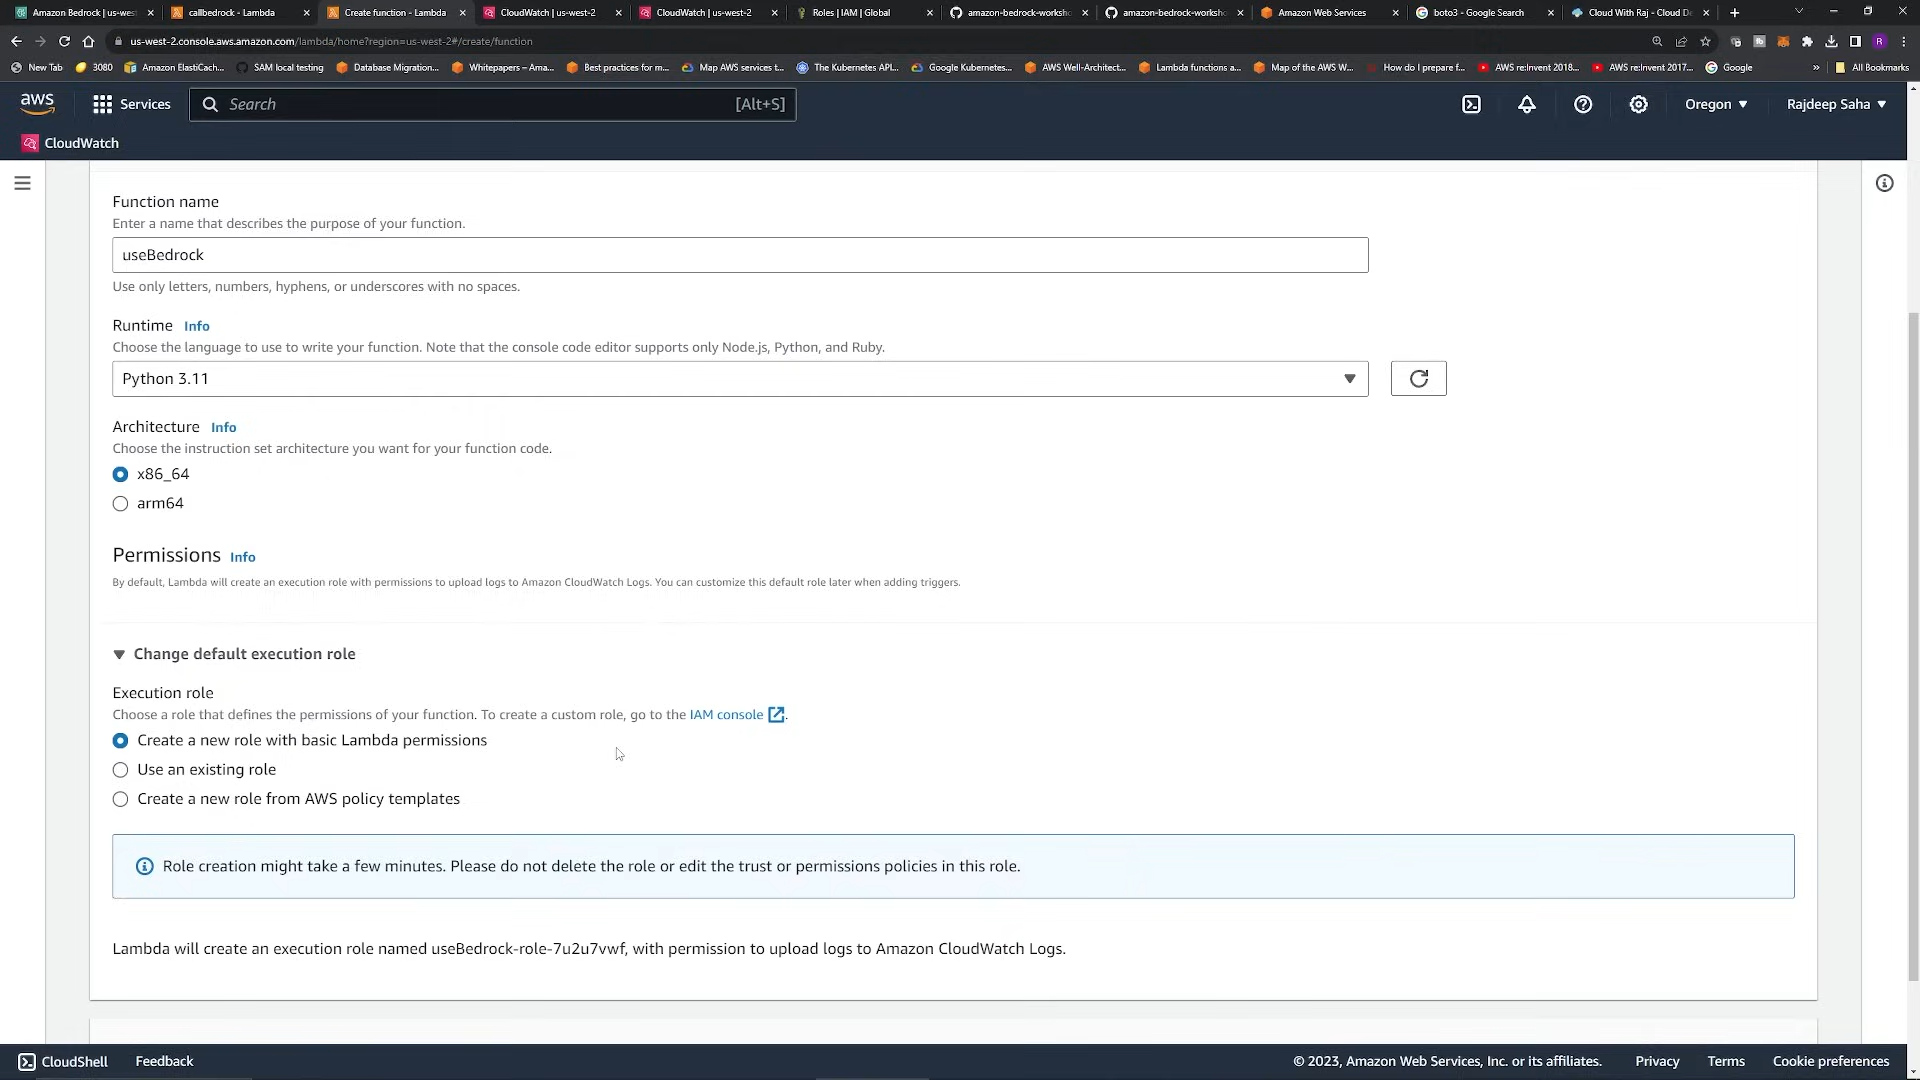 Amazon Bedrock | us-west
callbedrock - Lambda
Create function - Lambda
CloudWatch | us-west-2
CloudWatch | us-west-2
Roles | IAM | Global
amazon-bedrock-worksho
amazon-bedrock-worksho
Amazon Web Services
boto3 - Google Search
Cloud With Raj - Cloud De
us-west-2.console.aws.amazon.com/lambda/home?region=us-west-2#/create/function
R
New Tab
3080
Amazon ElastiCach...
SAM local testing
Database Migration...
Whitepapers – Ama...
Best practices for m...
Map AWS services t...
The Kubernetes API...
Google Kubernetes...
AWS Well-Architect...
Lambda functions a...
Map of the AWS W...
How do I prepare f...
AWS re:Invent 2018...
AWS re:Invent 2017...
Google
»
All Bookmarks
aws
Services
Search
[Alt+S]
Oregon
Rajdeep Saha
CloudWatch
Function name
Enter a name that describes the purpose of your function.
useBedrock
Use only letters, numbers, hyphens, or underscores with no spaces.
Runtime Info
Choose the language to use to write your function. Note that the console code editor supports only Node.js, Python, and Ruby.
Python 3.11
Architecture Info
Choose the instruction set architecture you want for your function code.
x86_64
arm64
Permissions Info
By default, Lambda will create an execution role with permissions to upload logs to Amazon CloudWatch Logs. You can customize this default role later when adding triggers.
Change default execution role
Execution role
Choose a role that defines the permissions of your function. To create a custom role, go to the IAM console.
Create a new role with basic Lambda permissions
Use an existing role
Create a new role from AWS policy templates
Role creation might take a few minutes. Please do not delete the role or edit the trust or permissions policies in this role.
Lambda will create an execution role named useBedrock-role-7u2u7vwf, with permission to upload logs to Amazon CloudWatch Logs.
CloudShell
Feedback
© 2023, Amazon Web Services, Inc. or its affiliates.
Privacy
Terms
Cookie preferences